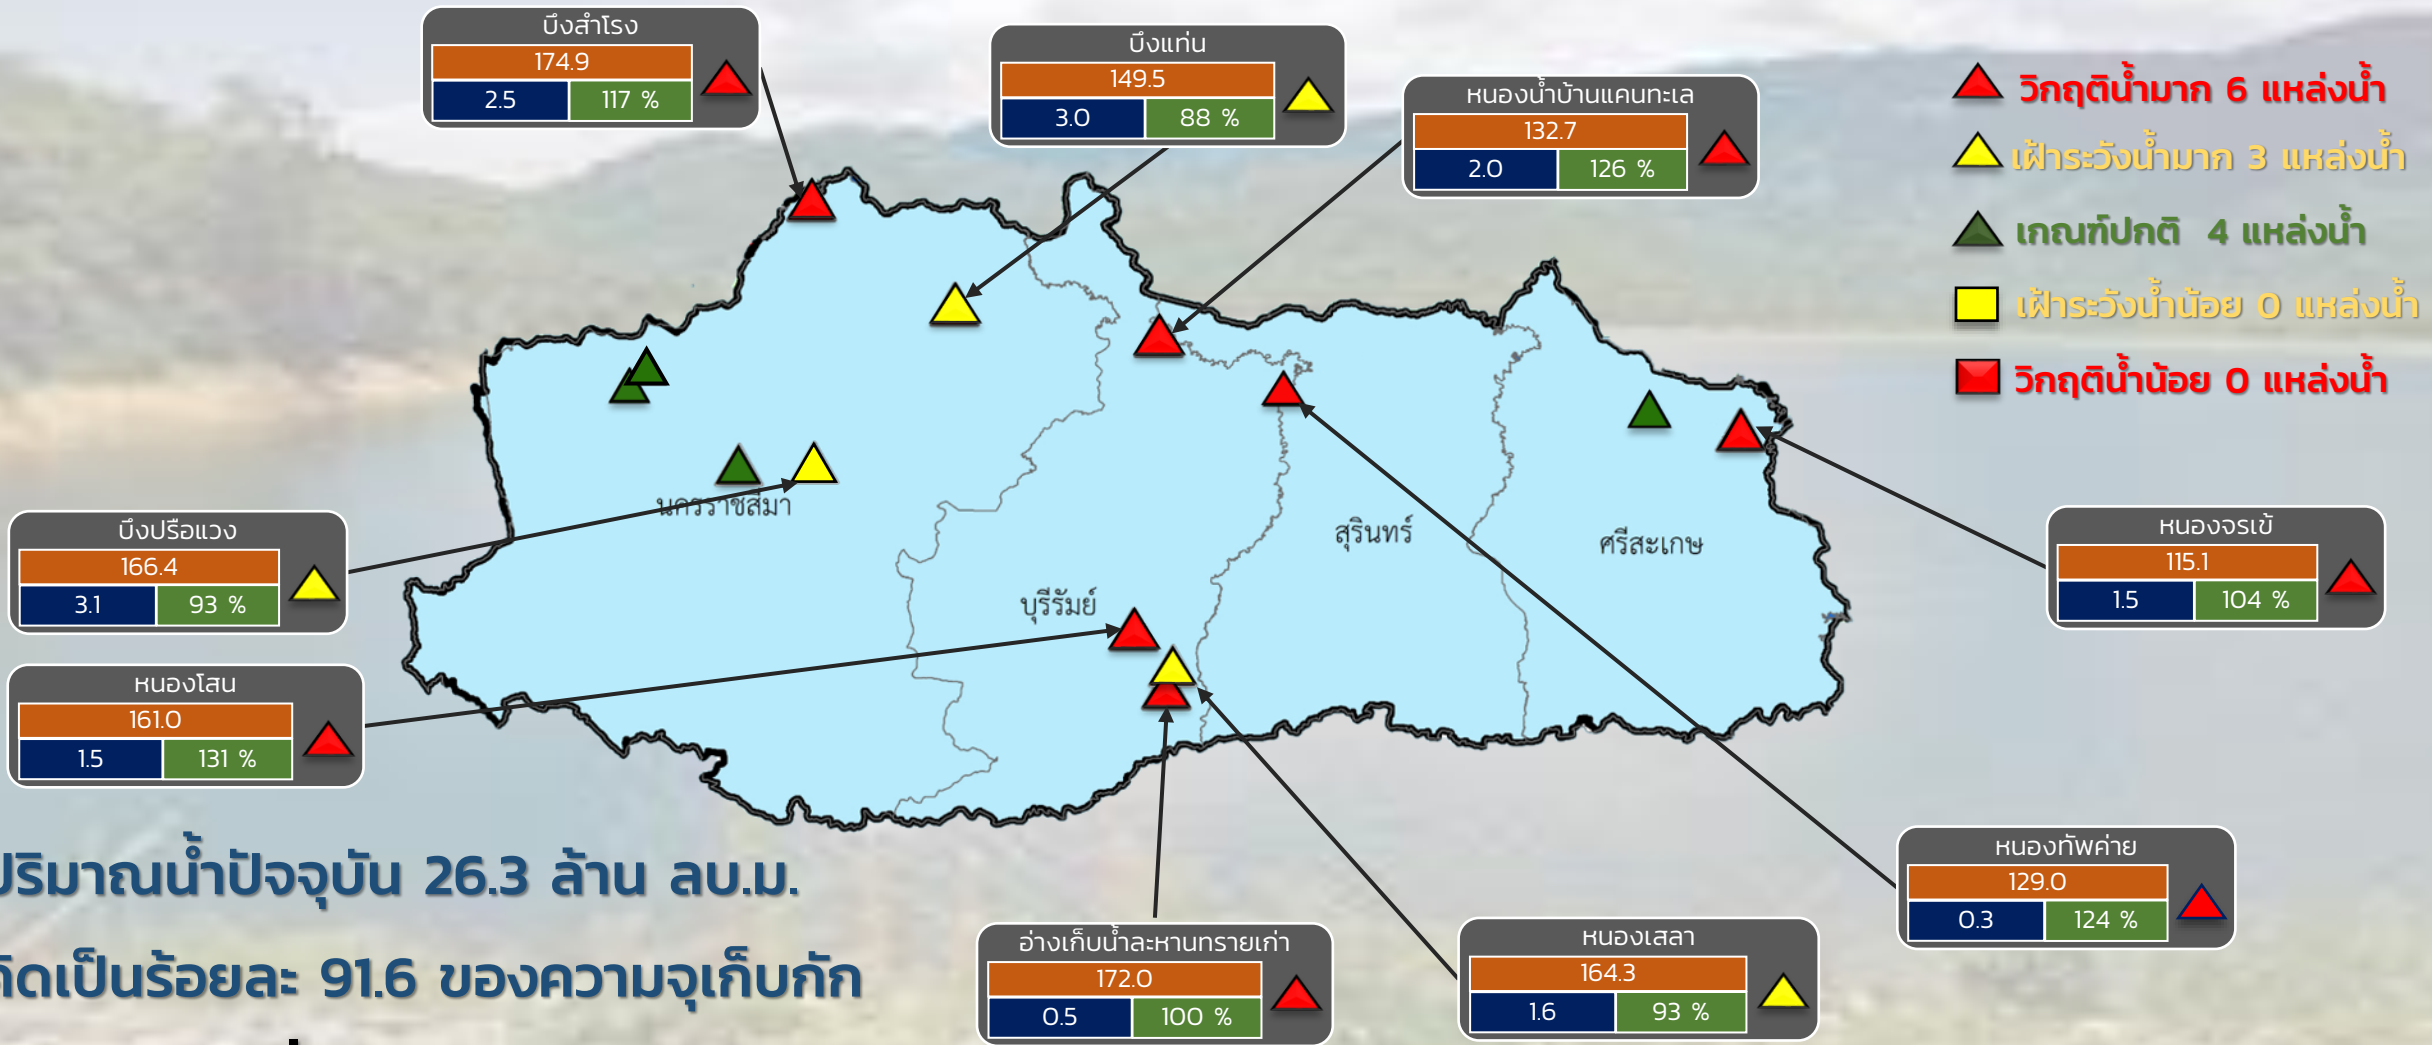 บึงสำโรง
174.9
2.5 117 %
บึงแท่น
149.5
3.0 88 %
หนองน้ำบ้านแคนทะเล
132.7
2.0 126 %
วิกฤติน้ำมาก 6 แหล่งน้ำ
เฝ้าระวังน้ำมาก 3 แหล่งน้ำ
เกณฑ์ปกติ 4 แหล่งน้ำ
เฝ้าระวังน้ำน้อย 0 แหล่งน้ำ
วิกฤติน้ำน้อย 0 แหล่งน้ำ
นครราชสีมา
บุรีรัมย์
สุรินทร์
ศรีสะเกษ
บึงปรือแวง
166.4
3.1 93 %
หนองโสน
161.0
1.5 131 %
หนองจรเข้
115.1
1.5 104 %
หนองทัพค่าย
129.0
0.3 124 %
อ่างเก็บน้ำละหานทรายเก่า
172.0
0.5 100 %
หนองเสลา
164.3
1.6 93 %
ปริมาณน้ำปัจจุบัน 26.3 ล้าน ลบ.ม.
คิดเป็นร้อยละ 91.6 ของความจุเก็บกัก